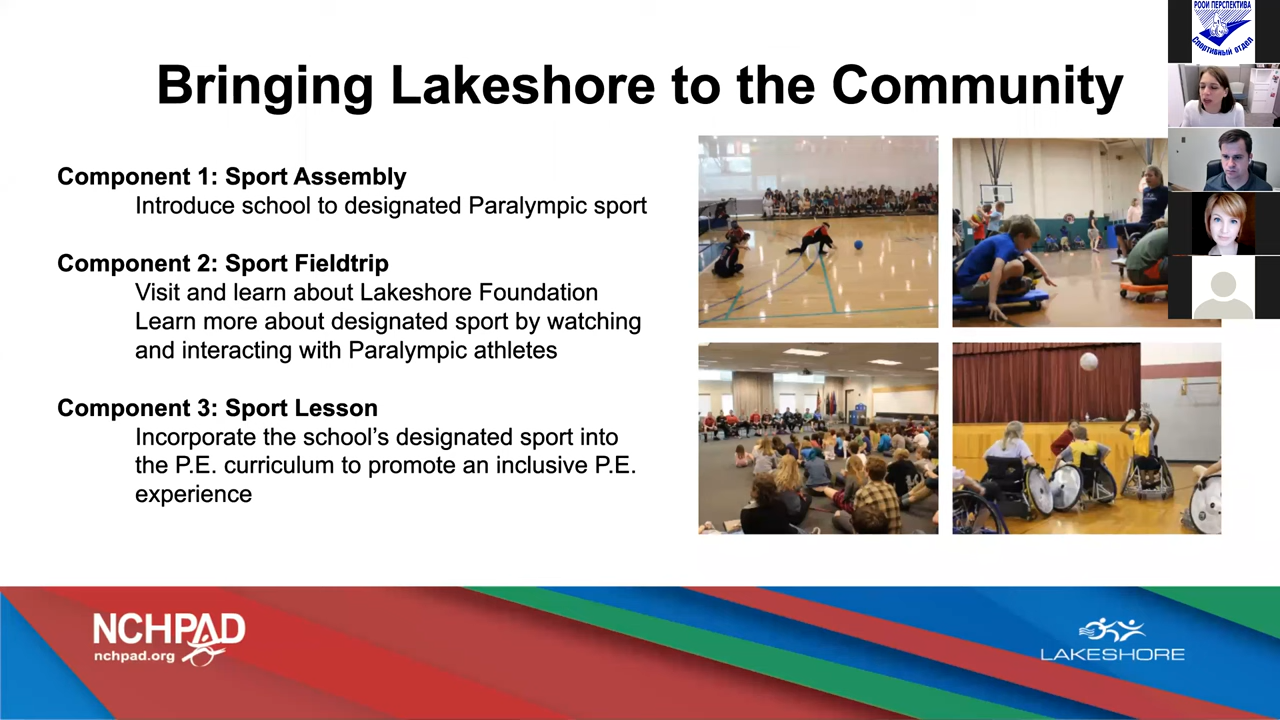 Bringing Lakeshore to the Community
Component 1: Sport Assembly
Introduce school to designated Paralympic sport
Component 2: Sport Fieldtrip
Visit and learn about Lakeshore Foundation
Learn more about designated sport by watching
and interacting with Paralympic athletes
Component 3: Sport Lesson
Incorporate the school’s designated sport into
the P.E. curriculum to promote an inclusive P.E.
experience
NCHPAD
nchpad.org
LAKESHORE
РООИ ПЕРСПЕКТИВА
Спортивный отдел